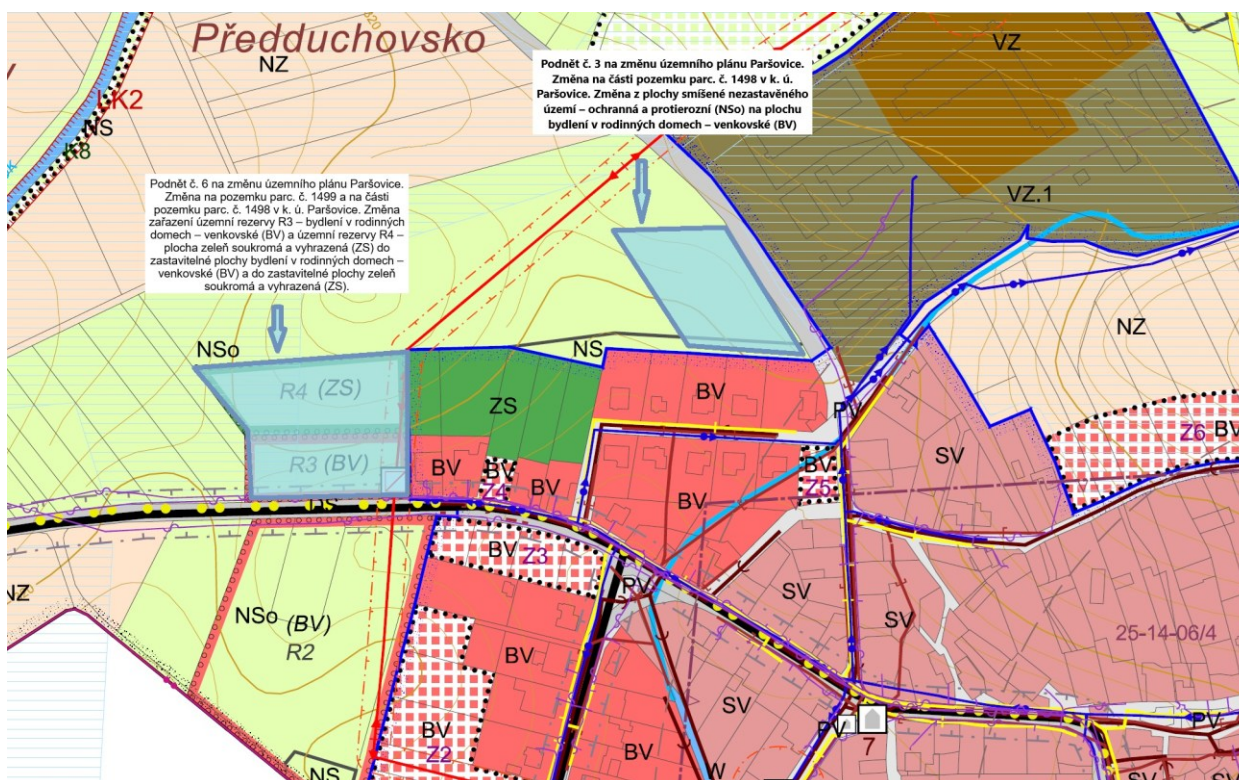 Předduchovsko
NZ
VZ
Podnět č. 3 na změnu územního plánu Paršovice.
Změna na části pozemku parc. č. 1498 v k. ú.
Paršovice. Změna z plochy smíšené nezastavěného
území – ochranná a protierozní (NSo) na plochu
bydlení v rodinných domech – venkovské (BV)
LK2
NS
K8
Podnět č. 6 na změnu územního plánu Paršovice.
Změna na pozemku parc. č. 1499 a na části
pozemku parc. č. 1498 v k. ú. Paršovice. Změna
zařazení územní rezervy R3 – bydlení v rodinných
domech – venkovské (BV) a územní rezervy R4 –
plocha zeleň soukromá a vyhrazená (ZS) do
zastavitelné plochy bydlení v rodinných domech –
venkovské (BV) a do zastavitelné plochy zeleň
soukromá a vyhrazená (ZS).
VZ.1
NZ
NSo
NS
R4 (ZS)
ZS
BV
PV
BV
Z6
SV
R3 (BV)
BV
BV
Z4
BV
BV
BV
Z5
DS
BV
Z3
NZ
NSo
(BV)
R2
PV
SV
SV
25-14-06/4
BV
SV
BV
Z2
BV
PV
7
PV
NS
W
SV
SV